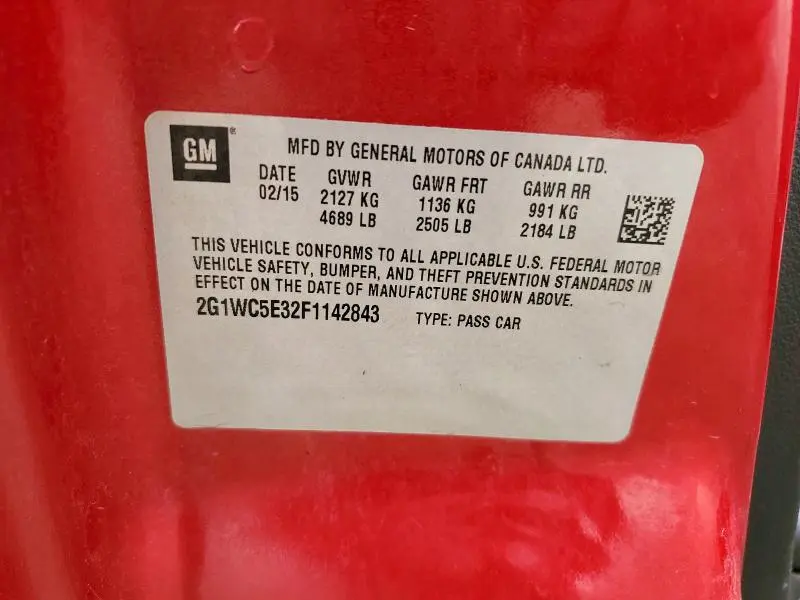 GM®
MFD BY GENERAL MOTORS OF CANADA LTD.
DATE GVWR GAWR FRT GAWR RR
02/15 2127 KG 1136 KG 991 KG
4689 LB 2505 LB 2184 LB
THIS VEHICLE CONFORMS TO ALL APPLICABLE U.S. FEDERAL MOTOR
VEHICLE SAFETY, BUMPER, AND THEFT PREVENTION STANDARDS IN
EFFECT ON THE DATE OF MANUFACTURE SHOWN ABOVE.
2G1WC5E32F1142843 TYPE: PASS CAR